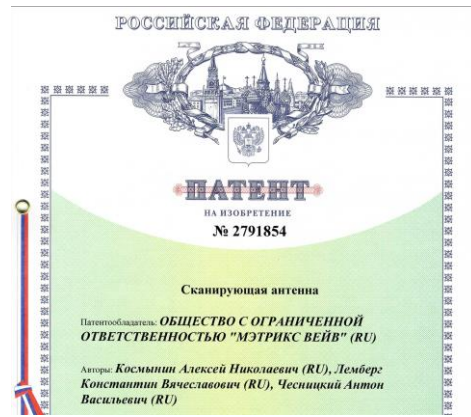 РОССИЙСКАЯ ФЕДЕРАЦИЯ
ПАТЕНТ
НА ИЗОБРЕТЕНИЕ
№ 2791854
Сканирующая антенна
Патентообладатель: ОБЩЕСТВО С ОГРАНИЧЕННОЙ
ОТВЕТСТВЕННОСТЬЮ "МЭТРИКС ВЕЙВ" (RU)
Авторы: Космынин Алексей Николаевич (RU), Лемберг
Константин Вячеславович (RU), Чесницкий Антон
Васильевич (RU)